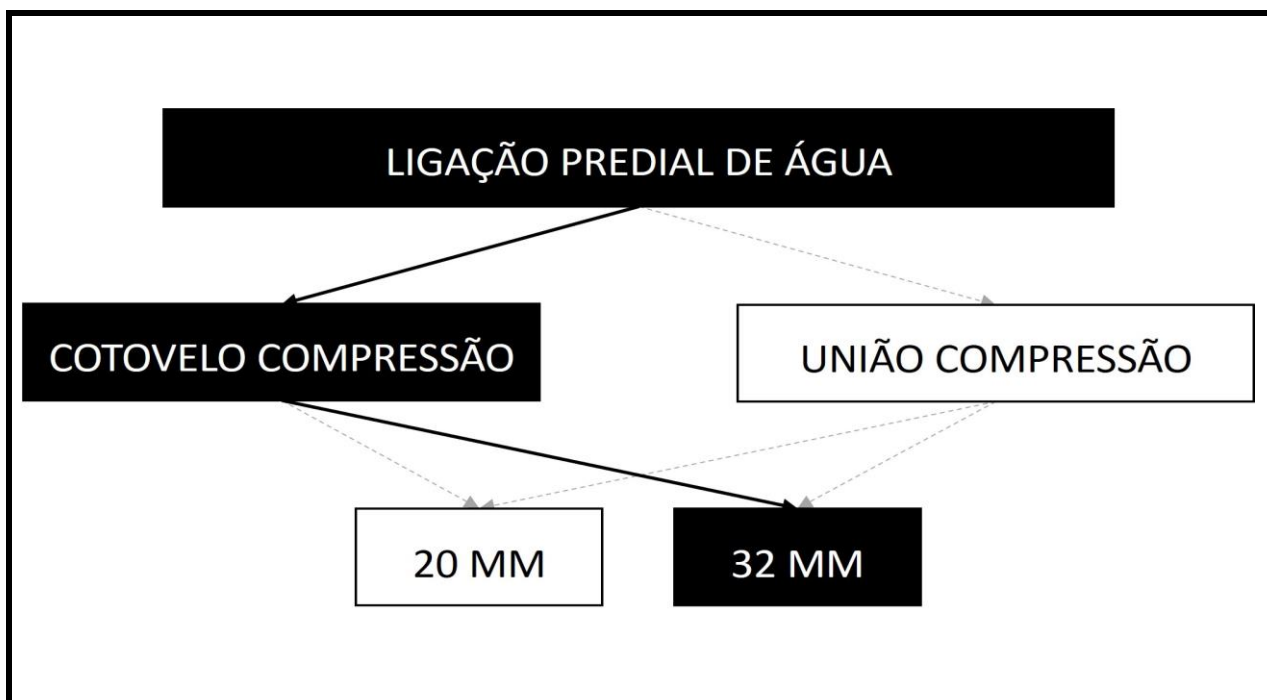 LIGAÇÃO PREDIAL DE ÁGUA
COTOVELO COMPRESSÃO
UNIÃO COMPRESSÃO
20 MM
32 MM